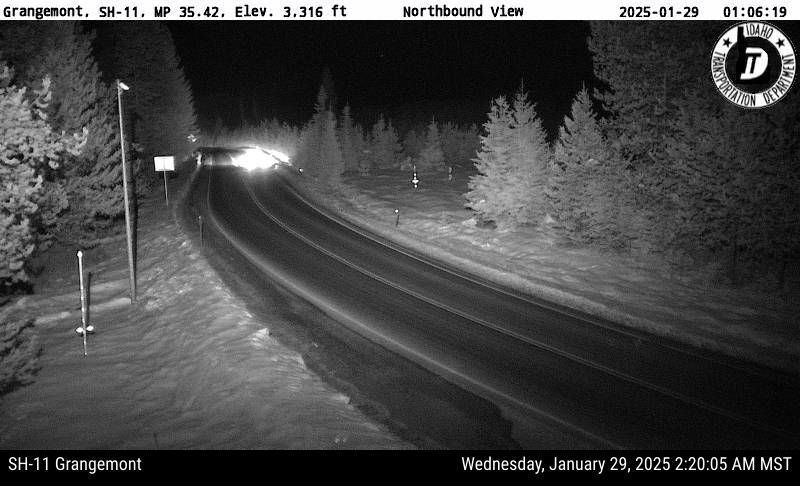 Grangemont, SH-11, MP 35.42, Elev. 3,316 ft Northbound View 2025-01-29 01:06:19
IDAHO
TRANSPORTATION DEPARTMENT
SH-11 Grangemont Wednesday, January 29, 2025 2:20:05 AM MST